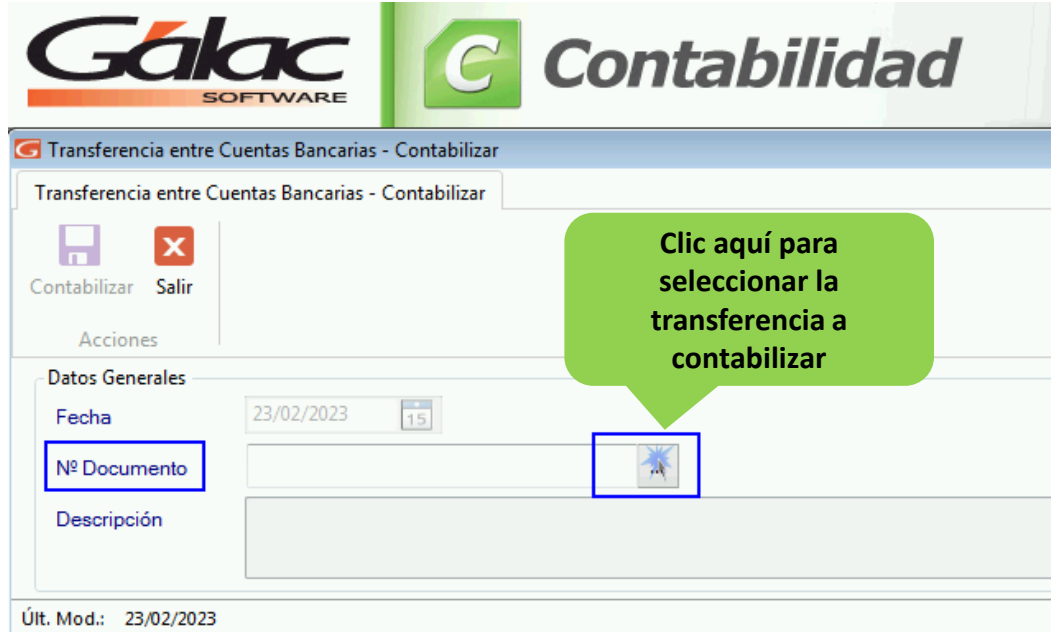 Gálac
SOFTWARE
C Contabilidad
G Transferencia entre Cuentas Bancarias - Contabilizar
Transferencia entre Cuentas Bancarias - Contabilizar
Contabilizar Salir
Acciones
Clic aquí para
seleccionar la
transferencia a
contabilizar
Datos Generales
Fecha 23/02/2023 15
Nº Documento
Descripción
Últ. Mod.: 23/02/2023